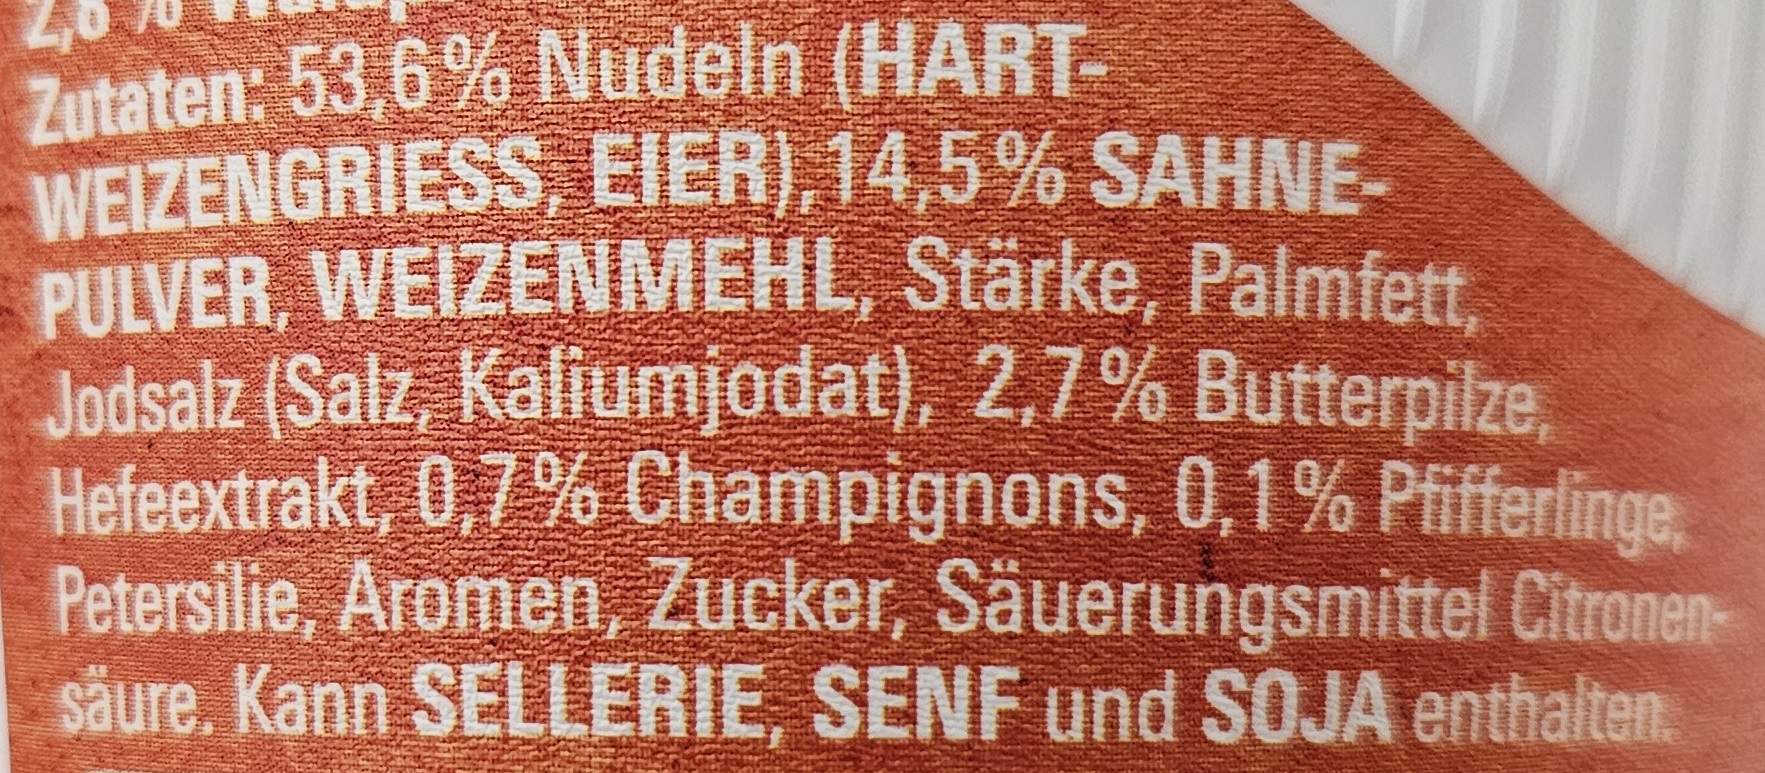 2,8 %
Zutaten: 53,6 % Nudeln (HART-
WEIZENGRIESS, EIER), 14,5 % SAHNE-
PULVER, WEIZENMEHL, Stärke, Palmfett,
Jodsalz (Salz, Kaliumjodat), 2,7 % Butterpilze,
Hefeextrakt, 0,7 % Champignons, 0,1 % Pfifferlinge,
Petersilie, Aromen, Zucker, Säuerungsmittel Citronen-
säure. Kann SELLERIE, SENF und SOJA enthalten.